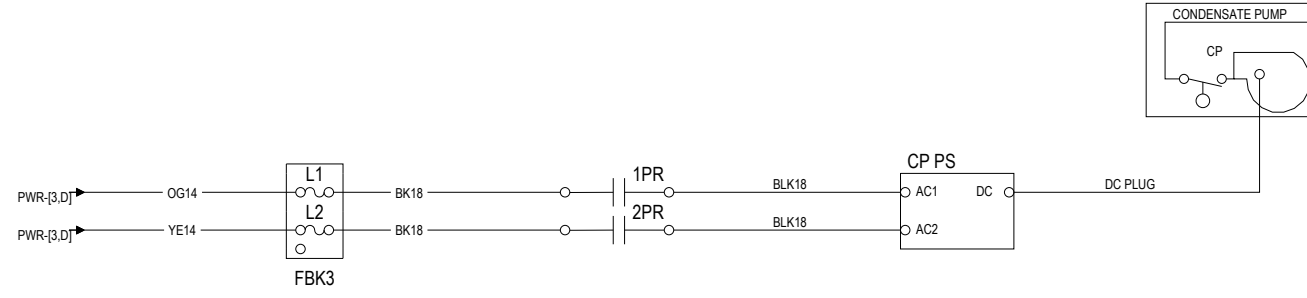 CONDENSATE PUMP
CP
L1
1PR
CP PS
PWR-[3,D]
OG14
BK18
BLK18
AC1
DC
DC PLUG
L2
2PR
PWR-[3,D]
YE14
BK18
BLK18
AC2
FBK3